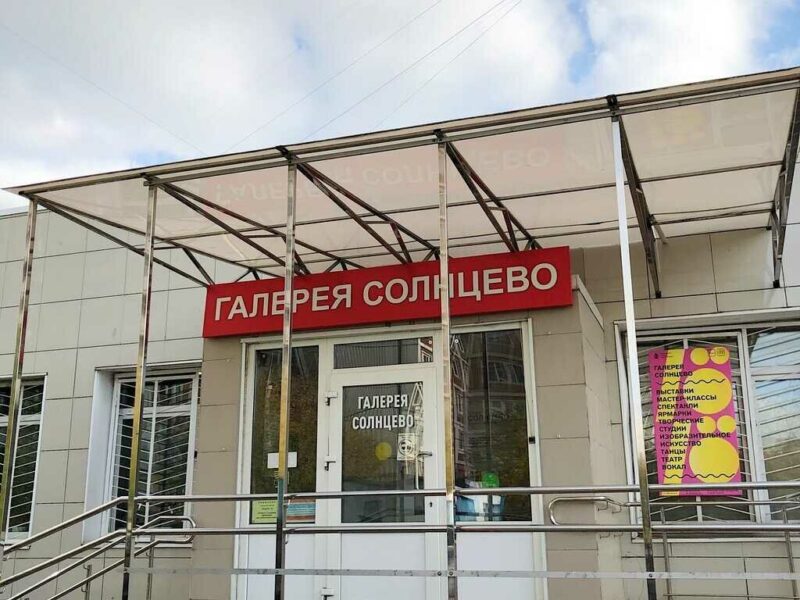 ГАЛЕРЕЯ СОЛНЦЕВО
ГАЛЕРЕЯ
СОЛНЦЕВО
ГАЛЕРЕЯ
СОЛНЦЕВО
ВЫСТАВКИ
МАСТЕР-КЛАССЫ
СПЕКТАКЛИ
ЯРМАРКИ
ТВОРЧЕСКИЕ
СТУДИИ
ИЗОБРАЗИТЕЛЬНОЕ
ИСКУССТВО
ТАНЦЫ
ТЕАТР
ВОКАЛ